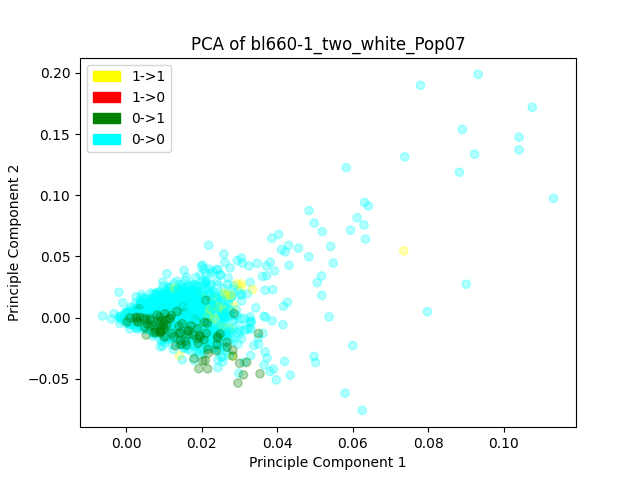 PCA of bl660-1_two_white_Pop07
1->1
1->0
0->1
0->0
0.20
0.15
0.10
0.05
0.00
−0.05
Principle Component 2
0.00 0.02 0.04 0.06 0.08 0.10
Principle Component 1